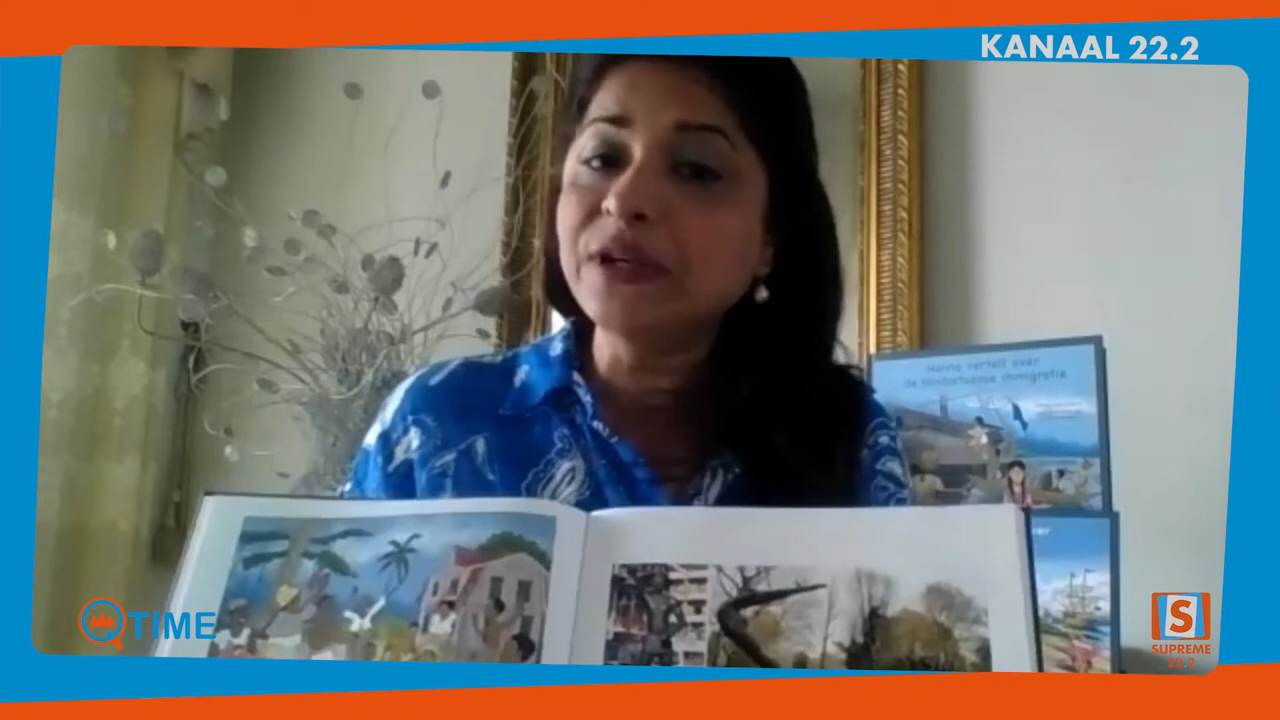 KANAAL 22.2
Hanna vertelt over
de Hindostaanse immigratie
TIME
S
SUPREME
22.2